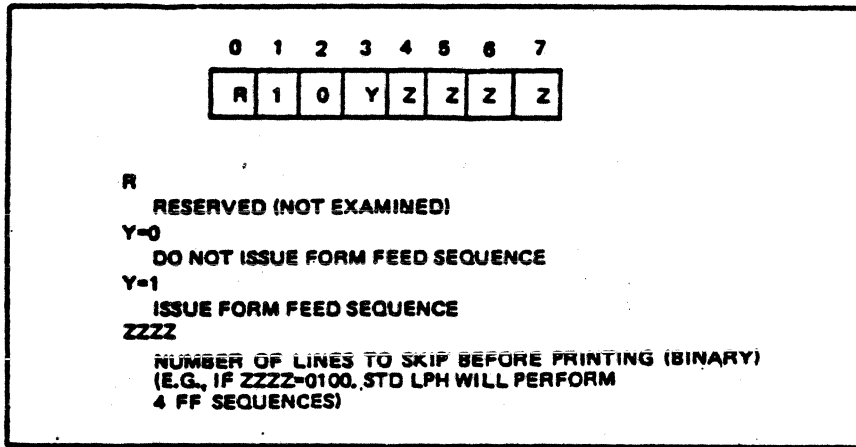 0 1 2 3 4 5 6 7
R 1 0 Y Z Z Z Z
R
RESERVED (NOT EXAMINED)
Y=0
DO NOT ISSUE FORM FEED SEQUENCE
Y=1
ISSUE FORM FEED SEQUENCE
ZZZZ
NUMBER OF LINES TO SKIP BEFORE PRINTING (BINARY)
(E.G., IF ZZZZ=0100, STD LPH WILL PERFORM
4 FF SEQUENCES)